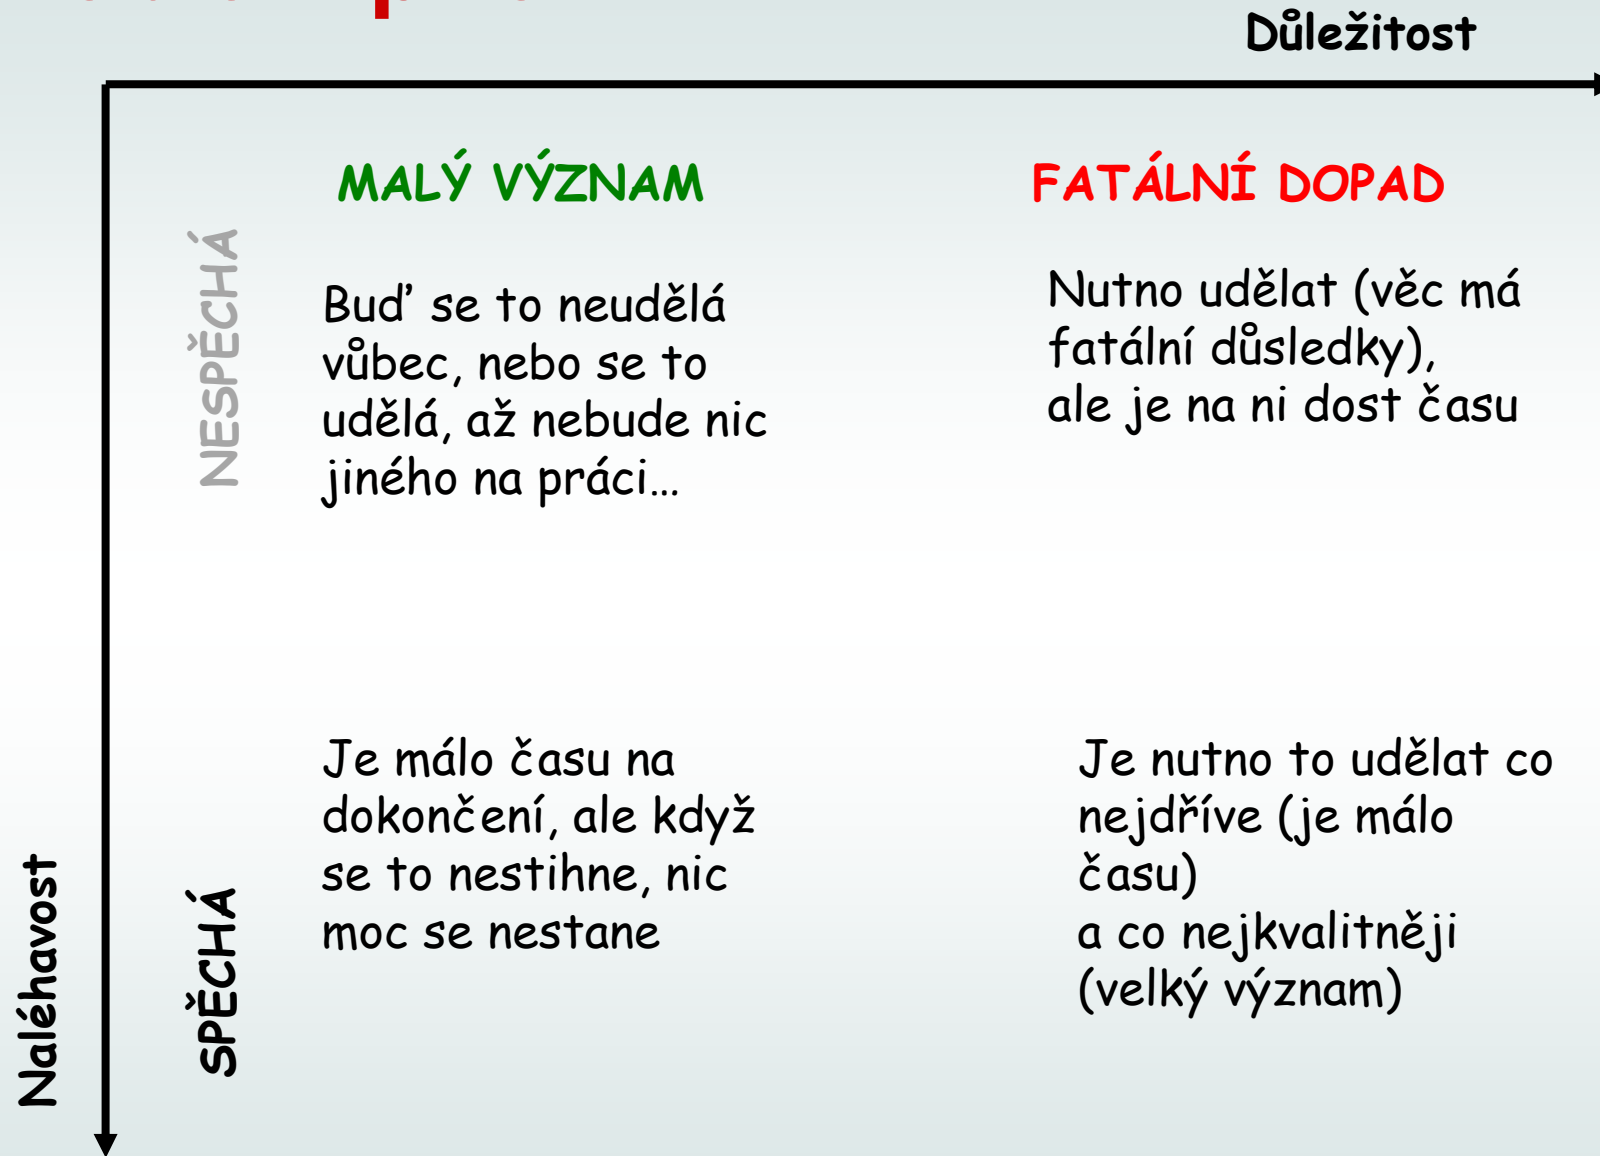 Důležitost
MALÝ VÝZNAM
FATÁLNÍ DOPAD
NESPĚCHÁ
Buď se to neudělá
vůbec, nebo se to
udělá, až nebude nic
jiného na práci…
Nutno udělat (věc má
fatální důsledky),
ale je na ni dost času
Naléhavost
SPĚCHÁ
Je málo času na
dokončení, ale když
se to nestihne, nic
moc se nestane
Je nutno to udělat co
nejdříve (je málo
času)
a co nejkvalitněji
(velký význam)